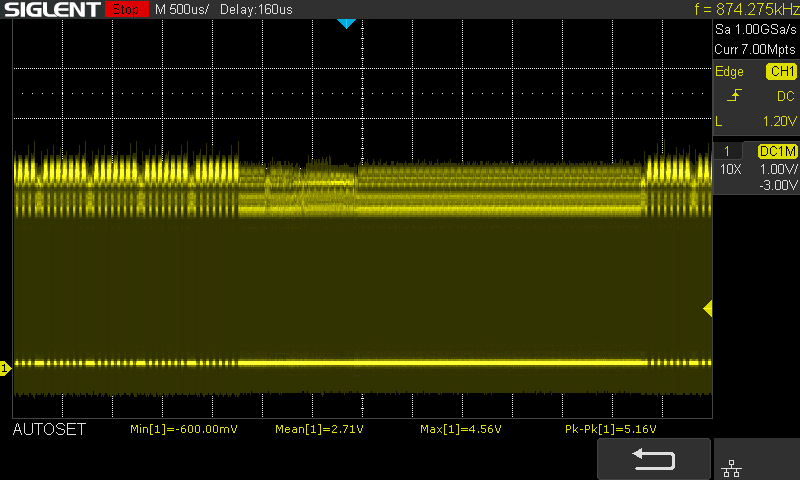 SIGLENT Stop M 500us/ Delay:160us f = 874.275kHz
Sa 1.00GSa/s
Curr 7.00Mpts
Edge CH1
DC
L 1.20V
1 DC1M
10X 1.00V/
-3.00V
1
AUTOSET Min[1]=-600.00mV Mean[1]=2.71V Max[1]=4.56V Pk-Pk[1]=5.16V